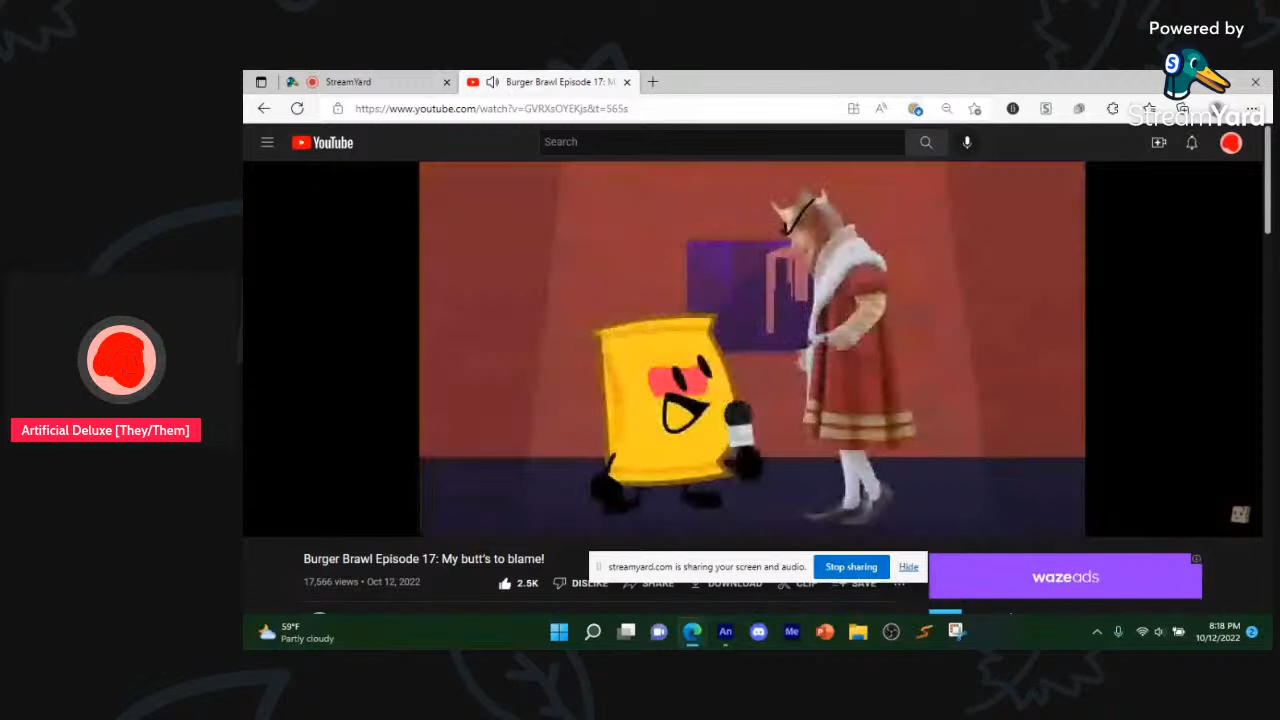 Powered by
StreamYard
StreamYard
Burger Brawl Episode 17: M
https://www.youtube.com/watch?v=GVRXsOYEKjs&t=565s
YouTube
Search
Artificial Deluxe [They/Them]
Burger Brawl Episode 17: My butt's to blame!
17,566 views • Oct 12, 2022
2.5K
DISLIKE
SHARE
DOWNLOAD
CLIP
SAVE
streamyard.com is sharing your screen and audio.
Stop sharing
Hide
wazeads
59°F
Partly cloudy
An
Me
8:18 PM
10/12/2022
2